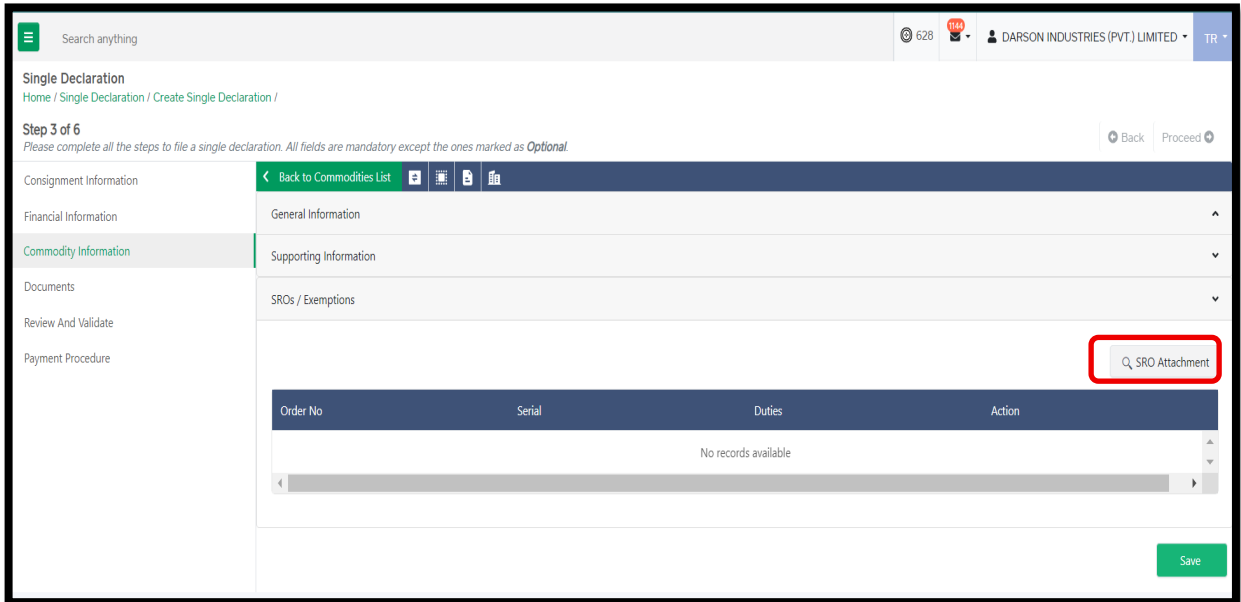 Search anything
628
1144
DARSON INDUSTRIES (PVT.) LIMITED
TR
Single Declaration
Home / Single Declaration / Create Single Declaration /
Step 3 of 6
Please complete all the steps to file a single declaration. All fields are mandatory except the ones marked as Optional.
Back Proceed
Consignment Information
Financial Information
Commodity Information
Documents
Review And Validate
Payment Procedure
Back to Commodities List
General Information
Supporting Information
SROs / Exemptions
SRO Attachment
Order No Serial Duties Action
No records available
Save